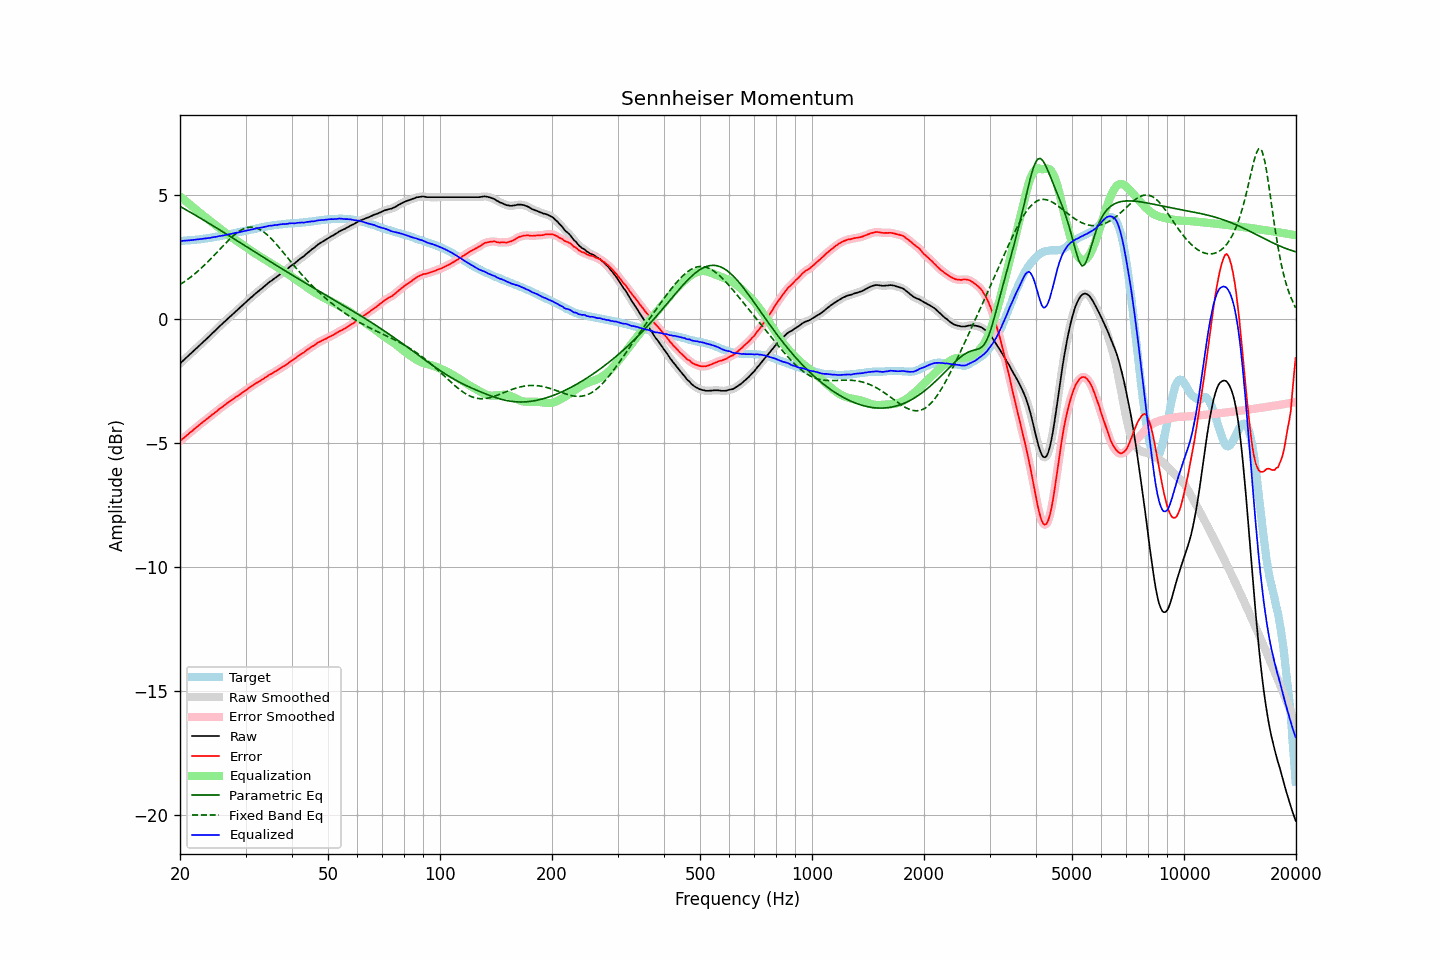 Sennheiser Momentum
Amplitude (dBr)
5
0
−5
−10
−15
−20
Target
Raw Smoothed
Error Smoothed
Raw
Error
Equalization
Parametric Eq
Fixed Band Eq
Equalized
20 50 100 200 500 1000 2000 5000 10000 20000
Frequency (Hz)